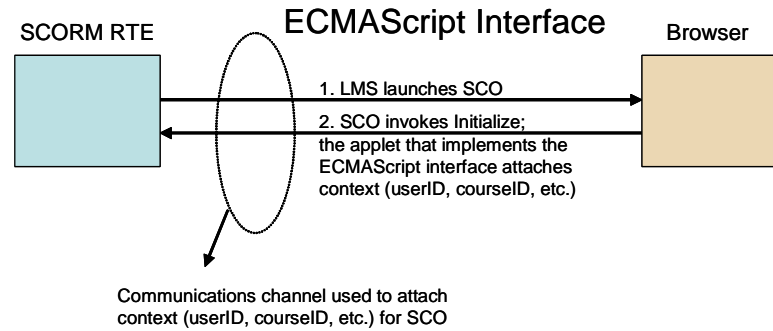 ECMAScript Interface
SCORM RTE
Browser
1. LMS launches SCO
2. SCO invokes Initialize;
the applet that implements the
ECMAScript interface attaches
context (userID, courseID, etc.)
Communications channel used to attach
context (userID, courseID, etc.) for SCO